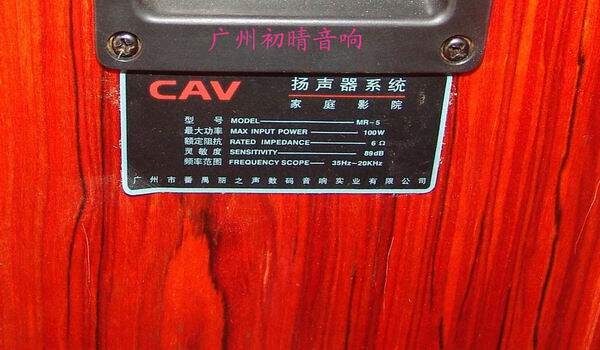 广州初晴音响
CAV 扬声器系统
家庭影院
型号 MODEL MR-5
最大功率 MAX INPUT POWER 100W
额定阻抗 RATED IMPEDANCE 6Ω
灵敏度 SENSITIVITY 89dB
频率范围 FREQUENCY SCOPE 35Hz-20KHz
广州市番禺丽之声数码音响实业有限公司